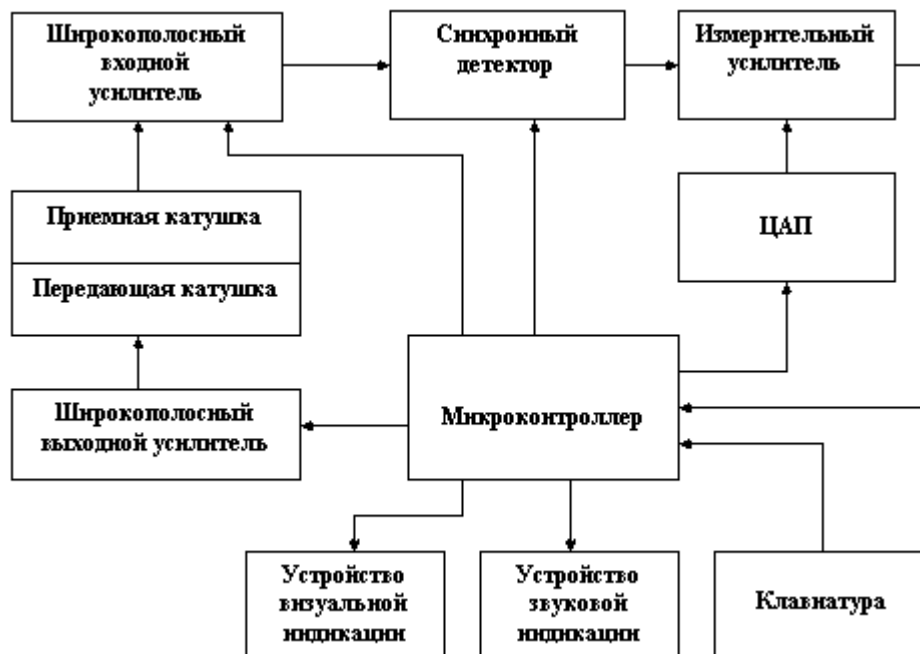 Широкополосный
входной
усилитель
Синхронный
детектор
Измерительный
усилитель
Приемная катушка
ЦАП
Передающая катушка
Широкополосный
выходной усилитель
Микроконтроллер
Устройство
визуальной
индикации
Устройство
звуковой
индикации
Клавиатура